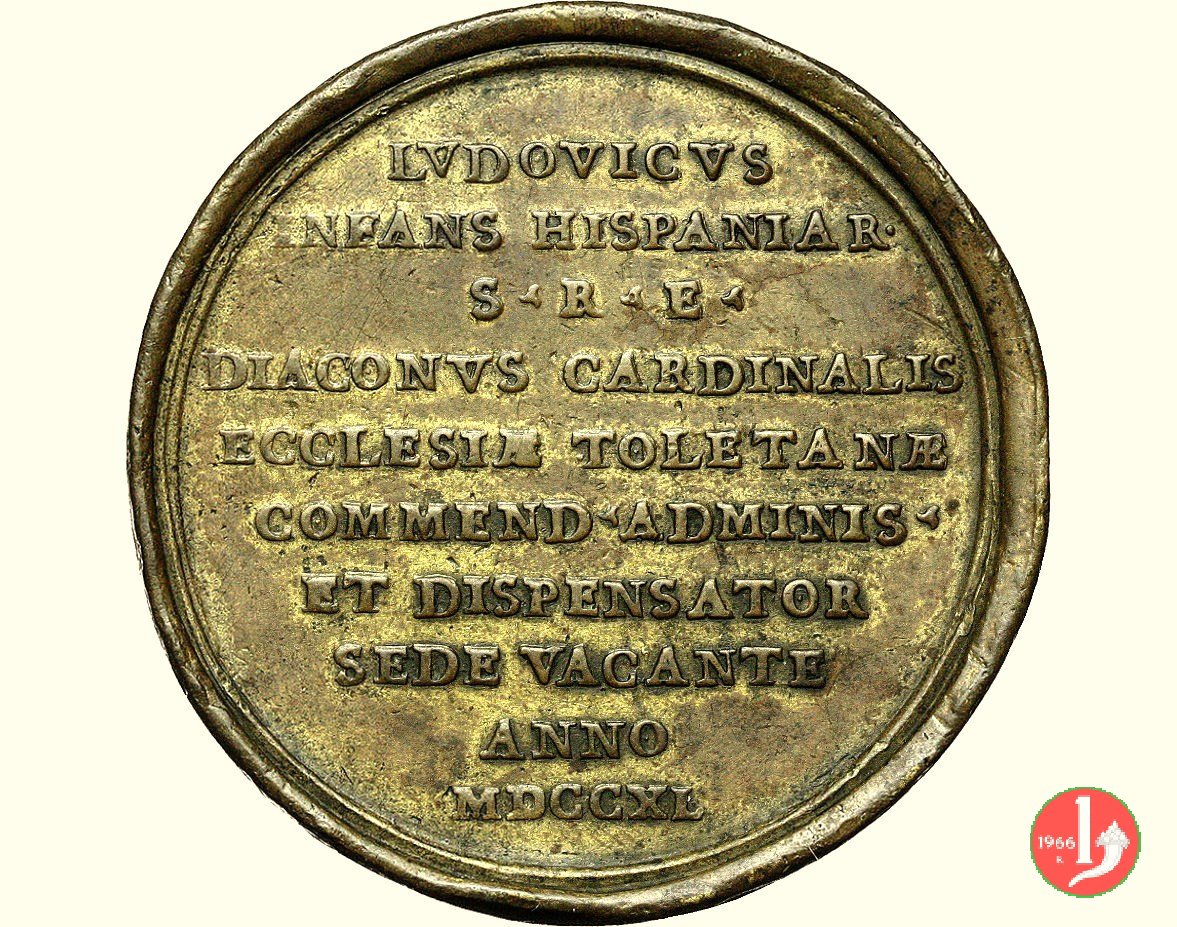 LVDOVICVS
INFANS HISPANIAR·
S · R · E ·
DIACONVS CARDINALIS
ECCLESIÆ TOLETANÆ
COMMEND · ADMINIS ·
ET DISPENSATOR
SEDE VACANTE
ANNO
MDCCXL
1966